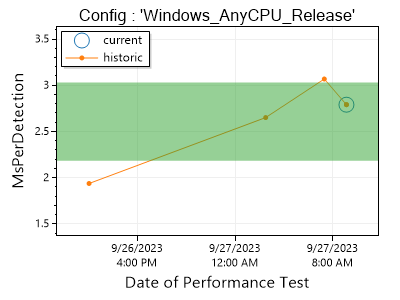 Config : 'Windows_AnyCPU_Release'
current
historic
3.5
3
2.5
2
1.5
MsPerDetection
9/26/2023 9/27/2023 9/27/2023
4:00 PM 12:00 AM 8:00 AM
Date of Performance Test